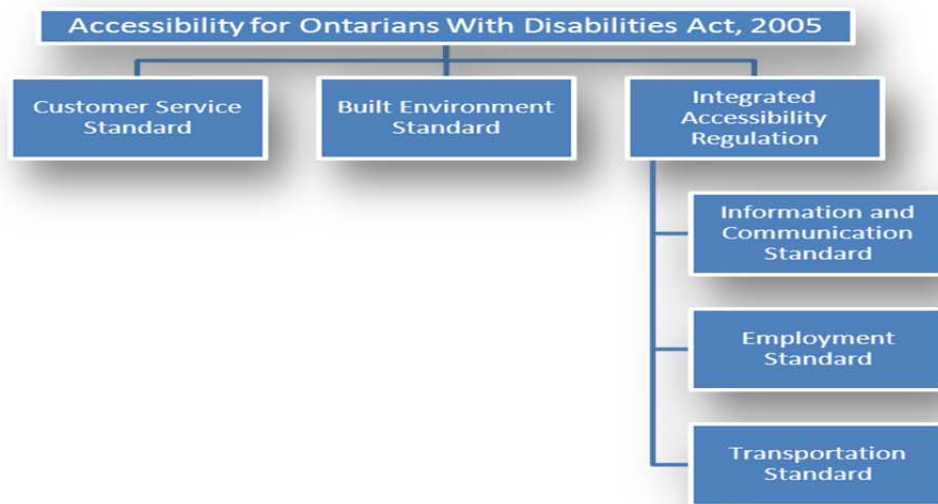 Accessibility for Ontarians With Disabilities Act, 2005
Customer Service
Standard
Built Environment
Standard
Integrated
Accessibility
Regulation
Information and
Communication
Standard
Employment
Standard
Transportation
Standard